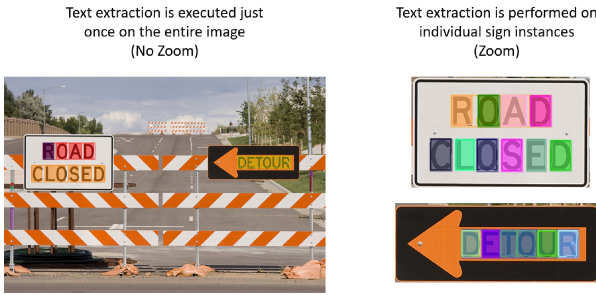 Text extraction is executed just
once on the entire image
(No Zoom)
ROAD
CLOSED
DETOUR
Text extraction is performed on
individual sign instances
(Zoom)
ROAD
CLOSED
DETOUR